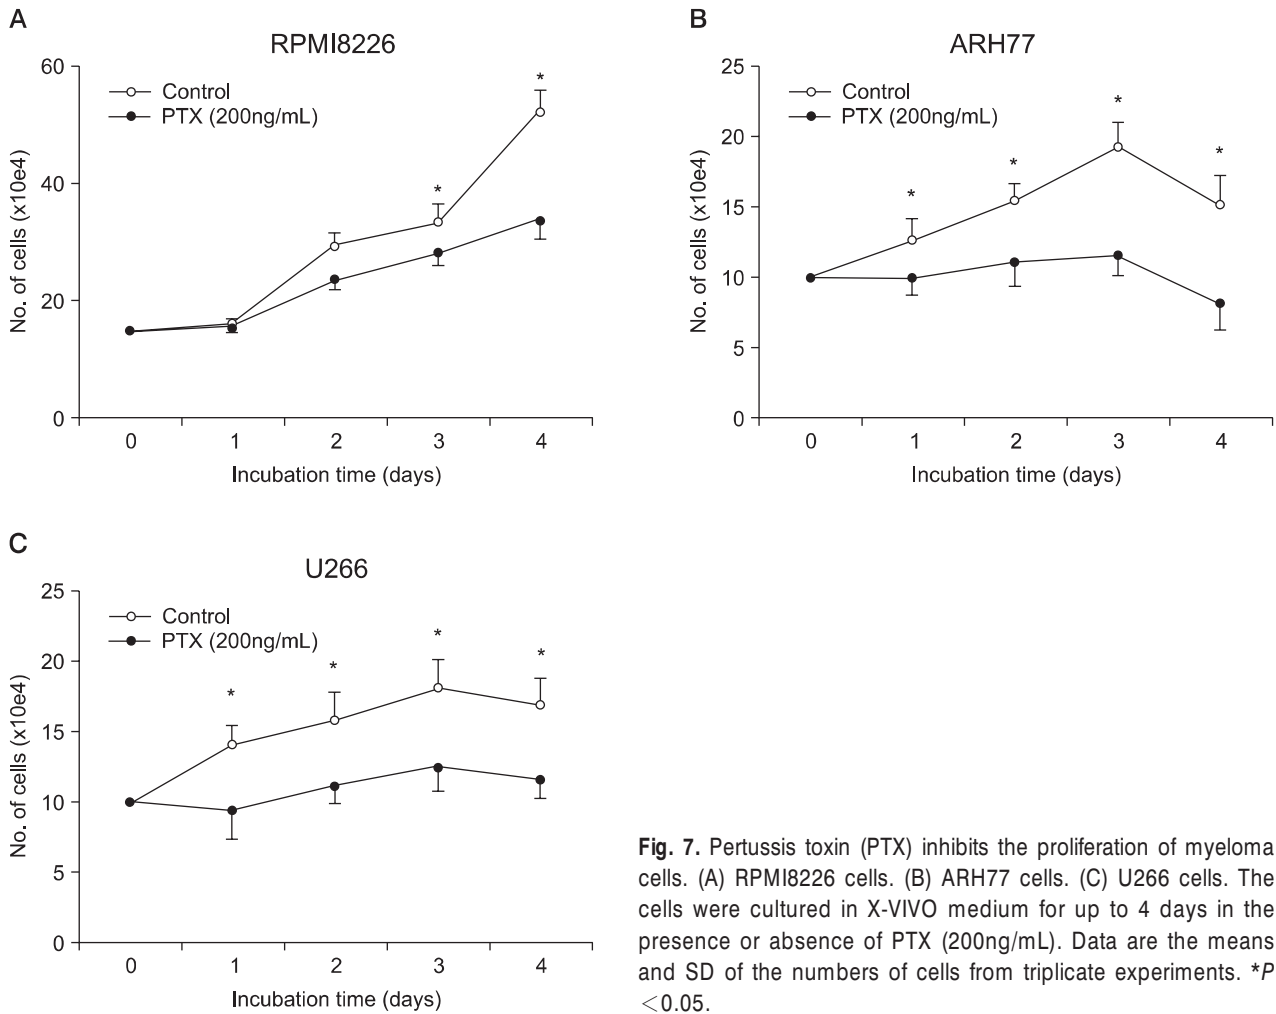 A
RPMI8226
Control
PTX (200ng/mL)
No. of cells (x10e4)
60
40
20
0
*
*
0 1 2 3 4
Incubation time (days)
B
ARH77
Control
PTX (200ng/mL)
No. of cells (x10e4)
25
20
15
10
5
0
*
*
*
*
0 1 2 3 4
Incubation time (days)
C
U266
Control
PTX (200ng/mL)
No. of cells (x10e4)
25
20
15
10
5
0
*
*
*
*
0 1 2 3 4
Incubation time (days)
Fig. 7. Pertussis toxin (PTX) inhibits the proliferation of myeloma
cells. (A) RPMI8226 cells. (B) ARH77 cells. (C) U266 cells. The
cells were cultured in X-VIVO medium for up to 4 days in the
presence or absence of PTX (200ng/mL). Data are the means
and SD of the numbers of cells from triplicate experiments. *P
<0.05.